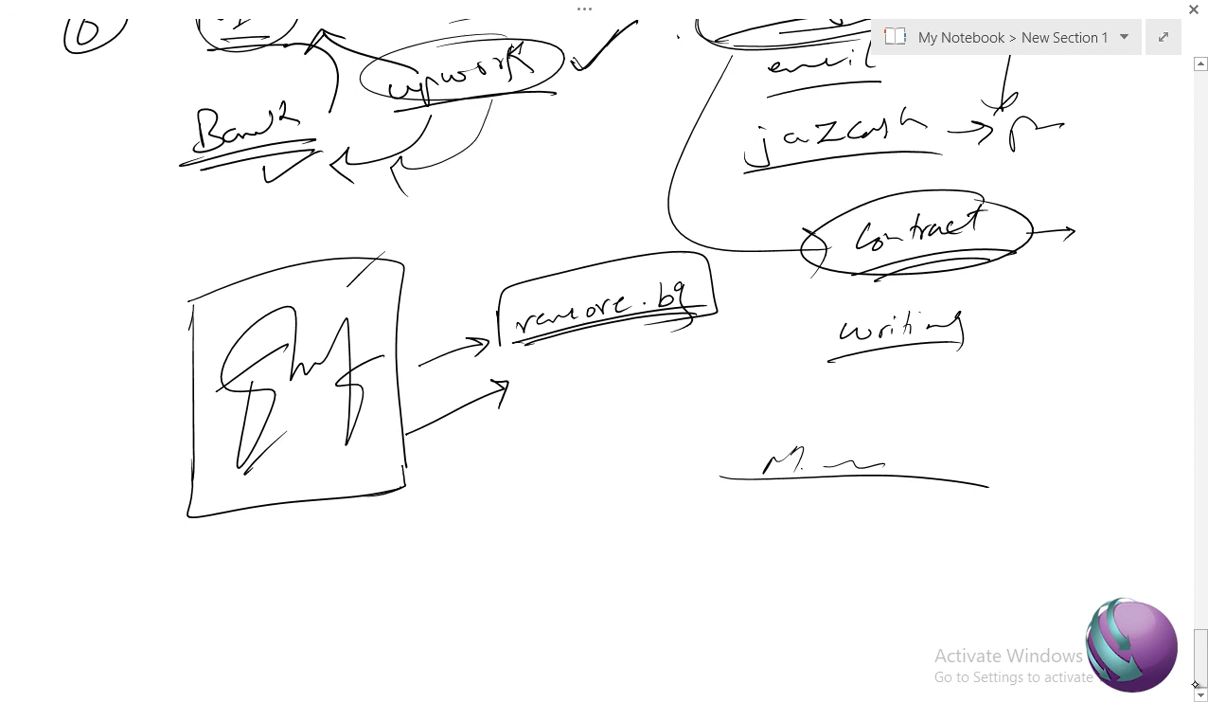 My Notebook > New Section 1
upwork
email
Bank
jazcash
Contract
remove.bg
writing
Activate Windows
Go to Settings to activate